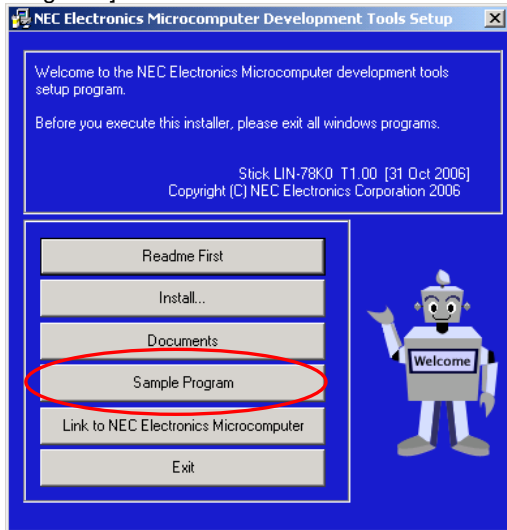 NEC Electronics Microcomputer Development Tools Setup
Welcome to the NEC Electronics Microcomputer development tools
setup program.
Before you execute this installer, please exit all windows programs.
Stick LIN-78K0 T1.00 [31 Oct 2006]
Copyright (C) NEC Electronics Corporation 2006
Readme First
Install...
Documents
Sample Program
Link to NEC Electronics Microcomputer
Exit
Welcome